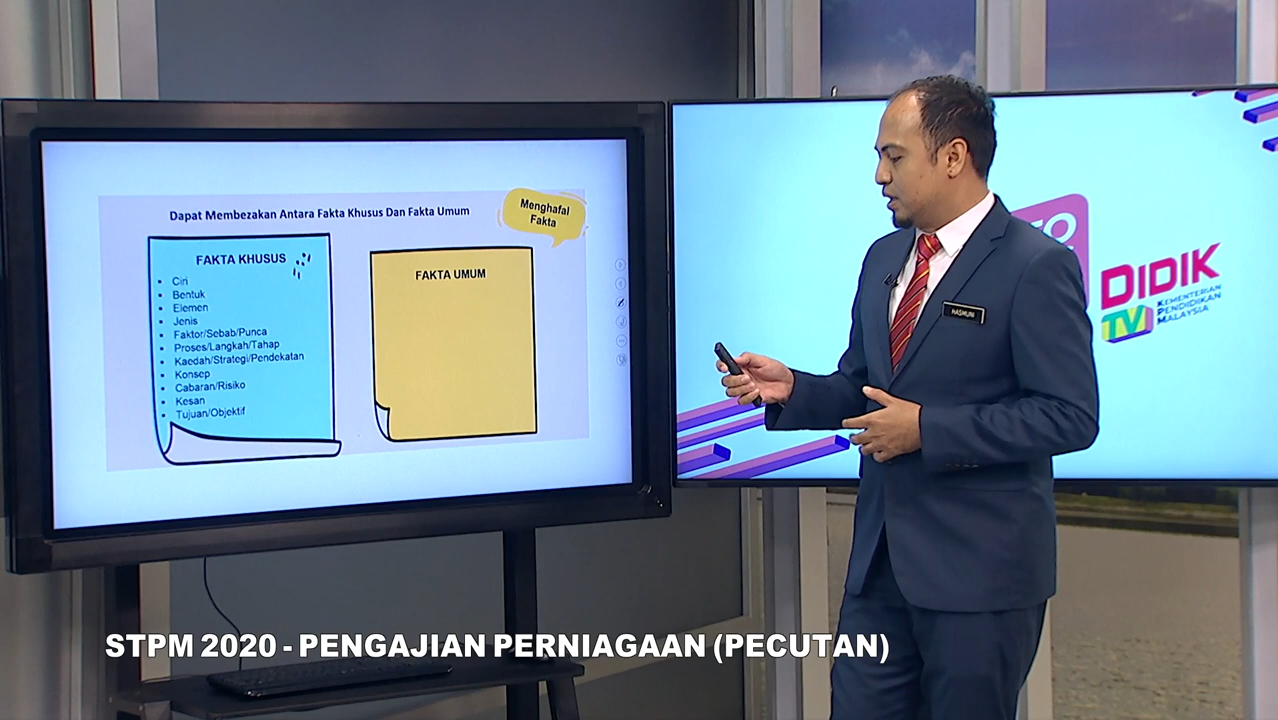 Dapat Membezakan Antara Fakta Khusus Dan Fakta Umum
Menghafal
Fakta
FAKTA KHUSUS
• Ciri
• Bentuk
• Elemen
• Jenis
• Faktor/Sebab/Punca
• Proses/Langkah/Tahap
• Kaedah/Strategi/Pendekatan
• Konsep
• Cabaran/Risiko
• Kesan
• Tujuan/Objektif
FAKTA UMUM
DIDIK
TV
KEMENTERIAN
PENDIDIKAN
MALAYSIA
HASMUNI
STPM 2020 - PENGAJIAN PERNIAGAAN (PECUTAN)